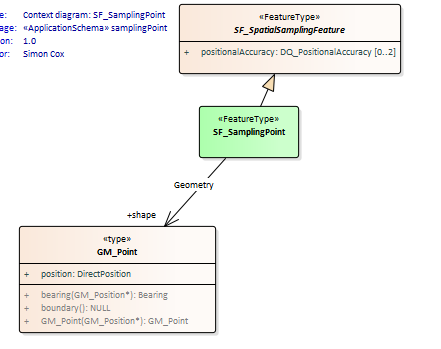 e: Context diagram: SF_SamplingPoint
age: «ApplicationSchema» samplingPoint
on: 1.0
or: Simon Cox
«FeatureType»
SF_SpatialSamplingFeature
+ positionalAccuracy: DQ_PositionalAccuracy [0..2]
«FeatureType»
SF_SamplingPoint
Geometry
+shape
«type»
GM_Point
+ position: DirectPosition
+ bearing(GM_Position*): Bearing
+ boundary(): NULL
+ GM_Point(GM_Position*): GM_Point